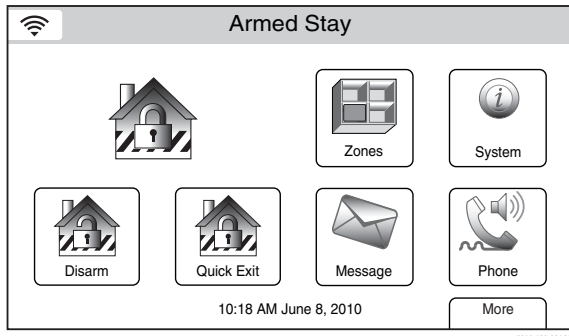 Armed Stay
Zones
System
Disarm
Quick Exit
Message
Phone
10:18 AM June 8, 2010
More